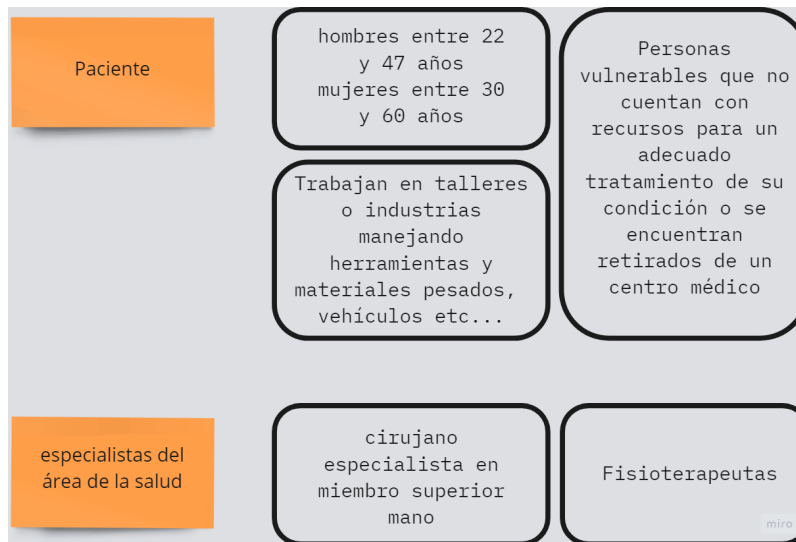 Paciente
hombres entre 22
y 47 años
mujeres entre 30
y 60 años
Trabajan en talleres
o industrias
manejando
herramientas y
materiales pesados,
vehículos etc...
Personas
vulnerables que no
cuentan con
recursos para un
adecuado
tratamiento de su
condición o se
encuentran
retirados de un
centro médico
especialistas del
área de la salud
cirujano
especialista en
miembro superior
mano
Fisioterapeutas
miro